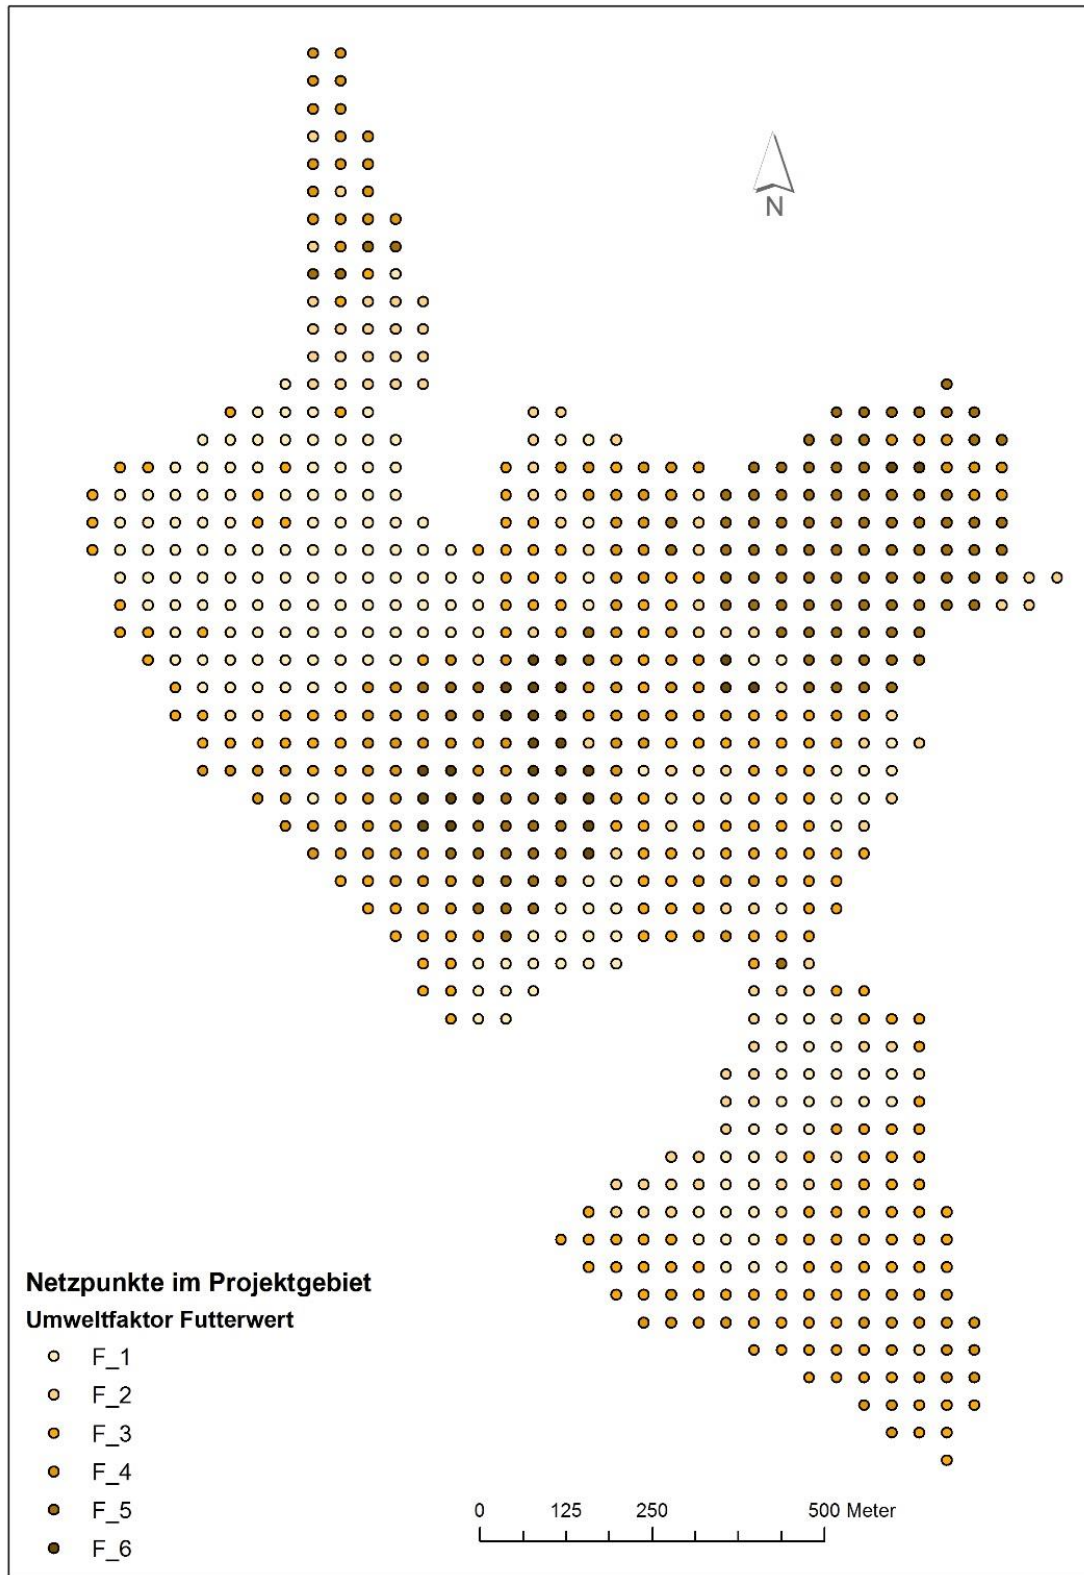 N
Netzpunkte im Projektgebiet
Umweltfaktor Futterwert
F_1
F_2
F_3
F_4
F_5
F_6
0 125 250 500 Meter